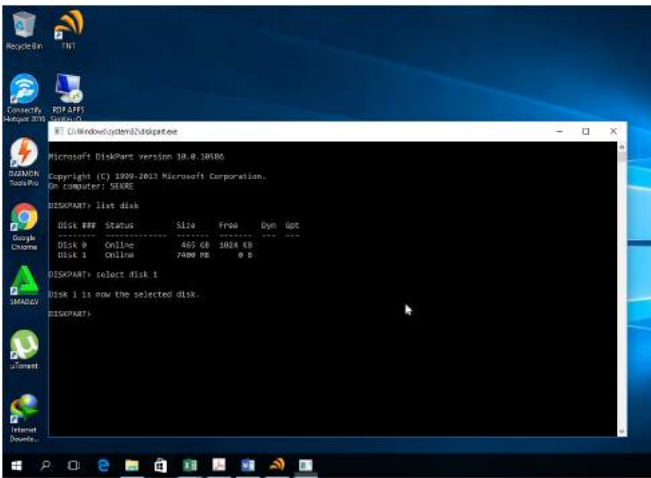 Recycle Bin
TNT
Connectify
Hotspot 2016
RDP APPS
C:\Windows\system32\diskpart.exe
Microsoft DiskPart version 10.0.10586
Copyright (C) 1999-2013 Microsoft Corporation.
On computer: SEKRE
DISKPART> list disk
Disk ### Status Size Free Dyn Gpt
-------- ------------- ------- ------- --- ---
Disk 0 Online 465 GB 1024 KB
Disk 1 Online 7400 MB 0 B
DISKPART> select disk 1
Disk 1 is now the selected disk.
DISKPART>
DAEMON
Tools Pro
Google
Chrome
SMADAV
uTorrent
Internet
Downlo...